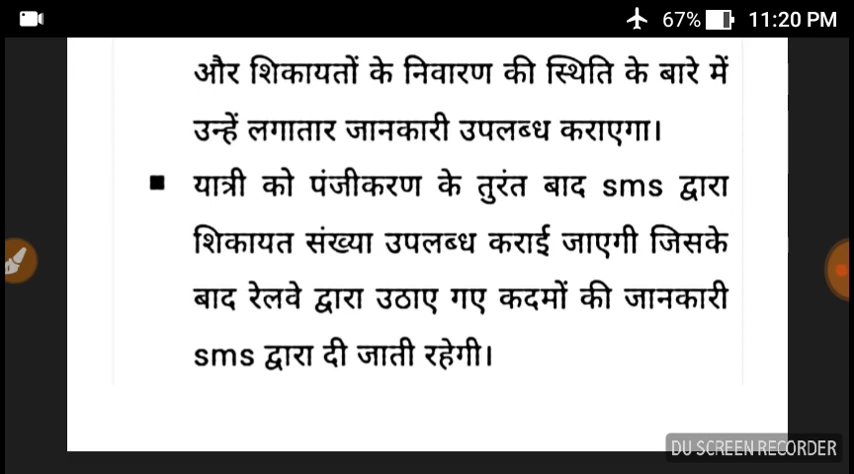 67% 11:20 PM
और शिकायतों के निवारण की स्थिति के बारे में
उन्हें लगातार जानकारी उपलब्ध कराएगा।
■ यात्री को पंजीकरण के तुरंत बाद sms द्वारा
शिकायत संख्या उपलब्ध कराई जाएगी जिसके
बाद रेलवे द्वारा उठाए गए कदमों की जानकारी
sms द्वारा दी जाती रहेगी।
DU SCREEN RECORDER